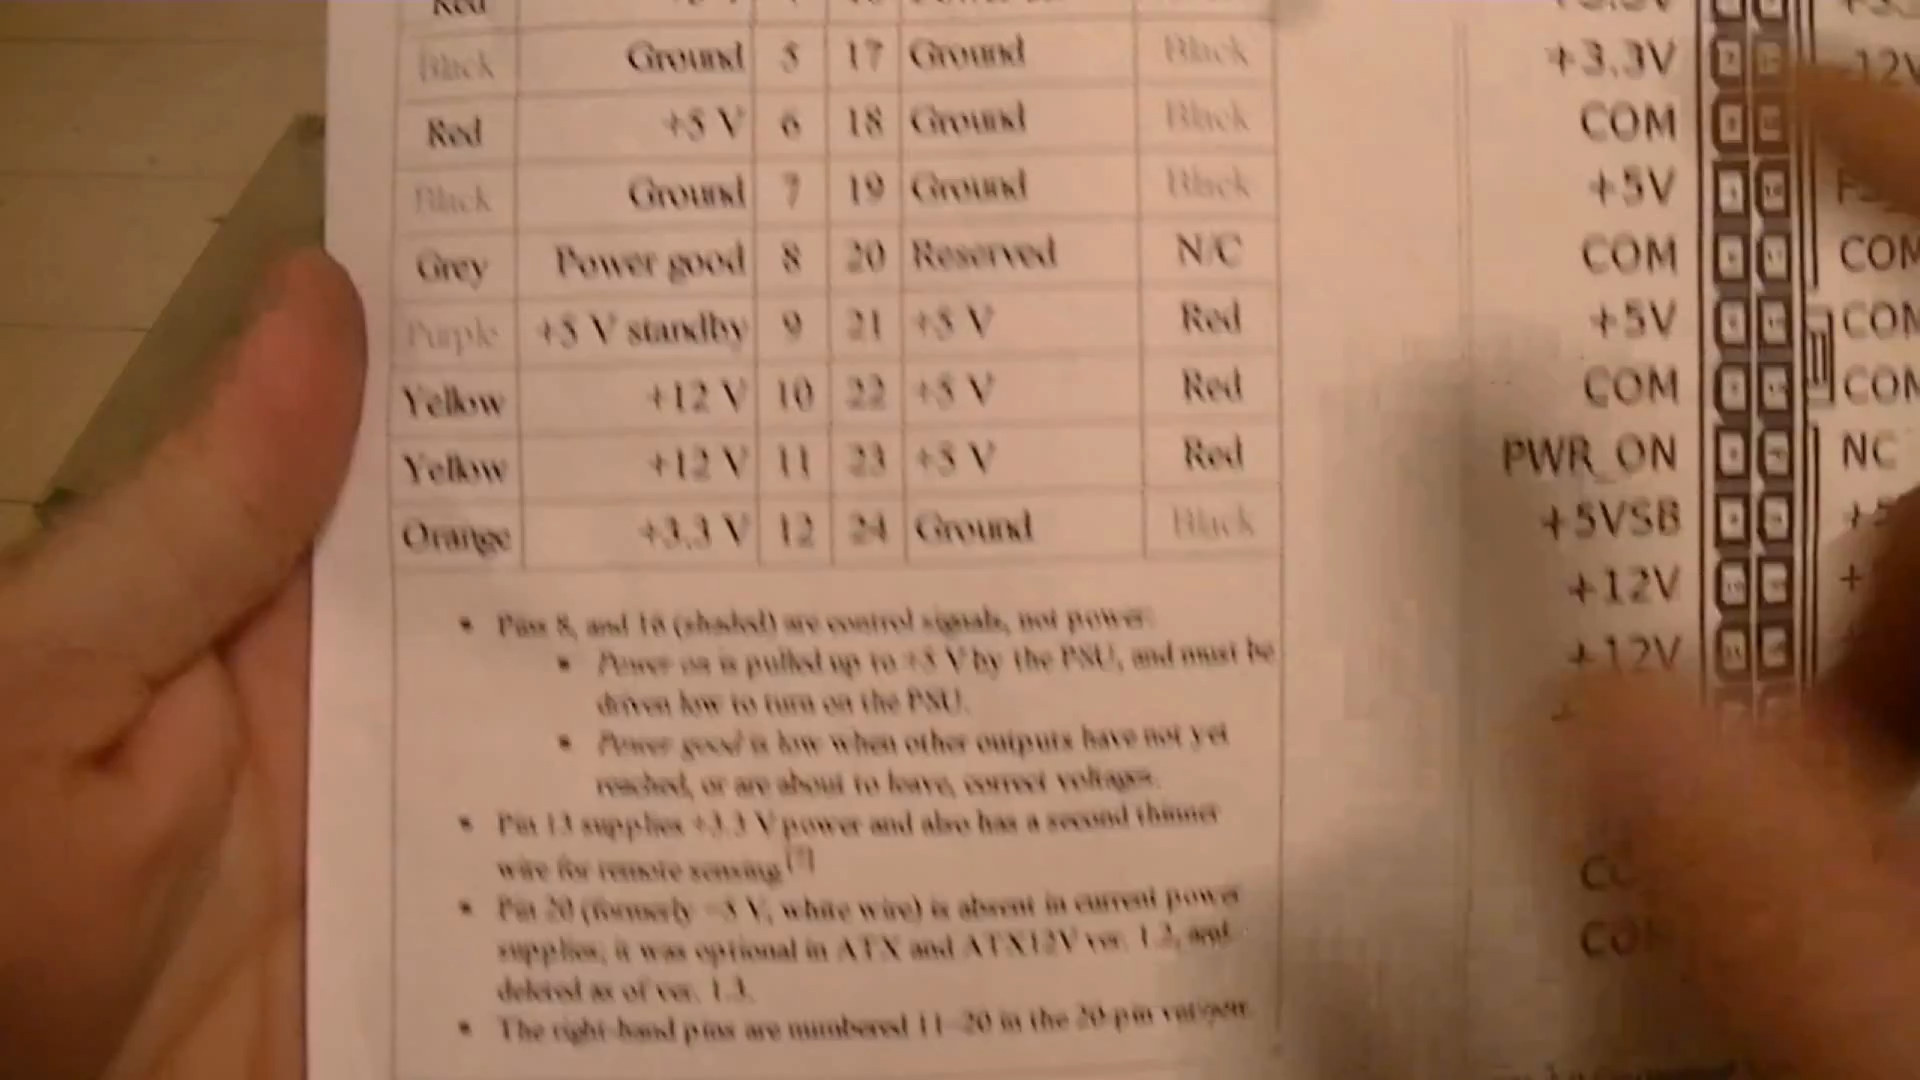 Red
Black Ground 5 17 Ground Black
Red +5 V 6 18 Ground Black
Black Ground 7 19 Ground Black
Grey Power good 8 20 Reserved N/C
Purple +5 V standby 9 21 +5 V Red
Yellow +12 V 10 22 +5 V Red
Yellow +12 V 11 23 +5 V Red
Orange +3.3 V 12 24 Ground Black
Pins 8, and 16 (shaded) are control signals, not power:
Power on is pulled up to +5 V by the PSU, and must be
driven low to turn on the PSU.
Power good is low when other outputs have not yet
reached, or are about to leave, correct voltages.
Pin 13 supplies +3.3 V power and also has a second thinner
wire for remote sensing.[7]
Pin 20 (formerly −5 V, white wire) is absent in current power
supplies; it was optional in ATX and ATX12V ver. 1.2, and
deleted as of ver. 1.3.
The right-hand pins are numbered 11–20 in the 20-pin version.
+3.3V
+3.3V 12V
COM
+5V
COM COM
+5V COM
COM COM
PWR_ON NC
+5VSB
+12V
+12V